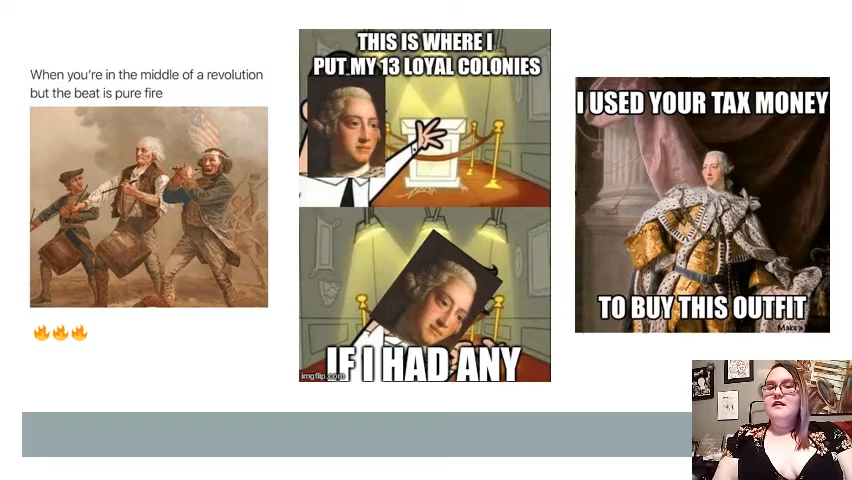 When you're in the middle of a revolution
but the beat is pure fire
🔥🔥🔥
THIS IS WHERE I
PUT MY 13 LOYAL COLONIES
IF I HAD ANY
imgflip.com
I USED YOUR TAX MONEY
TO BUY THIS OUTFIT
Make a